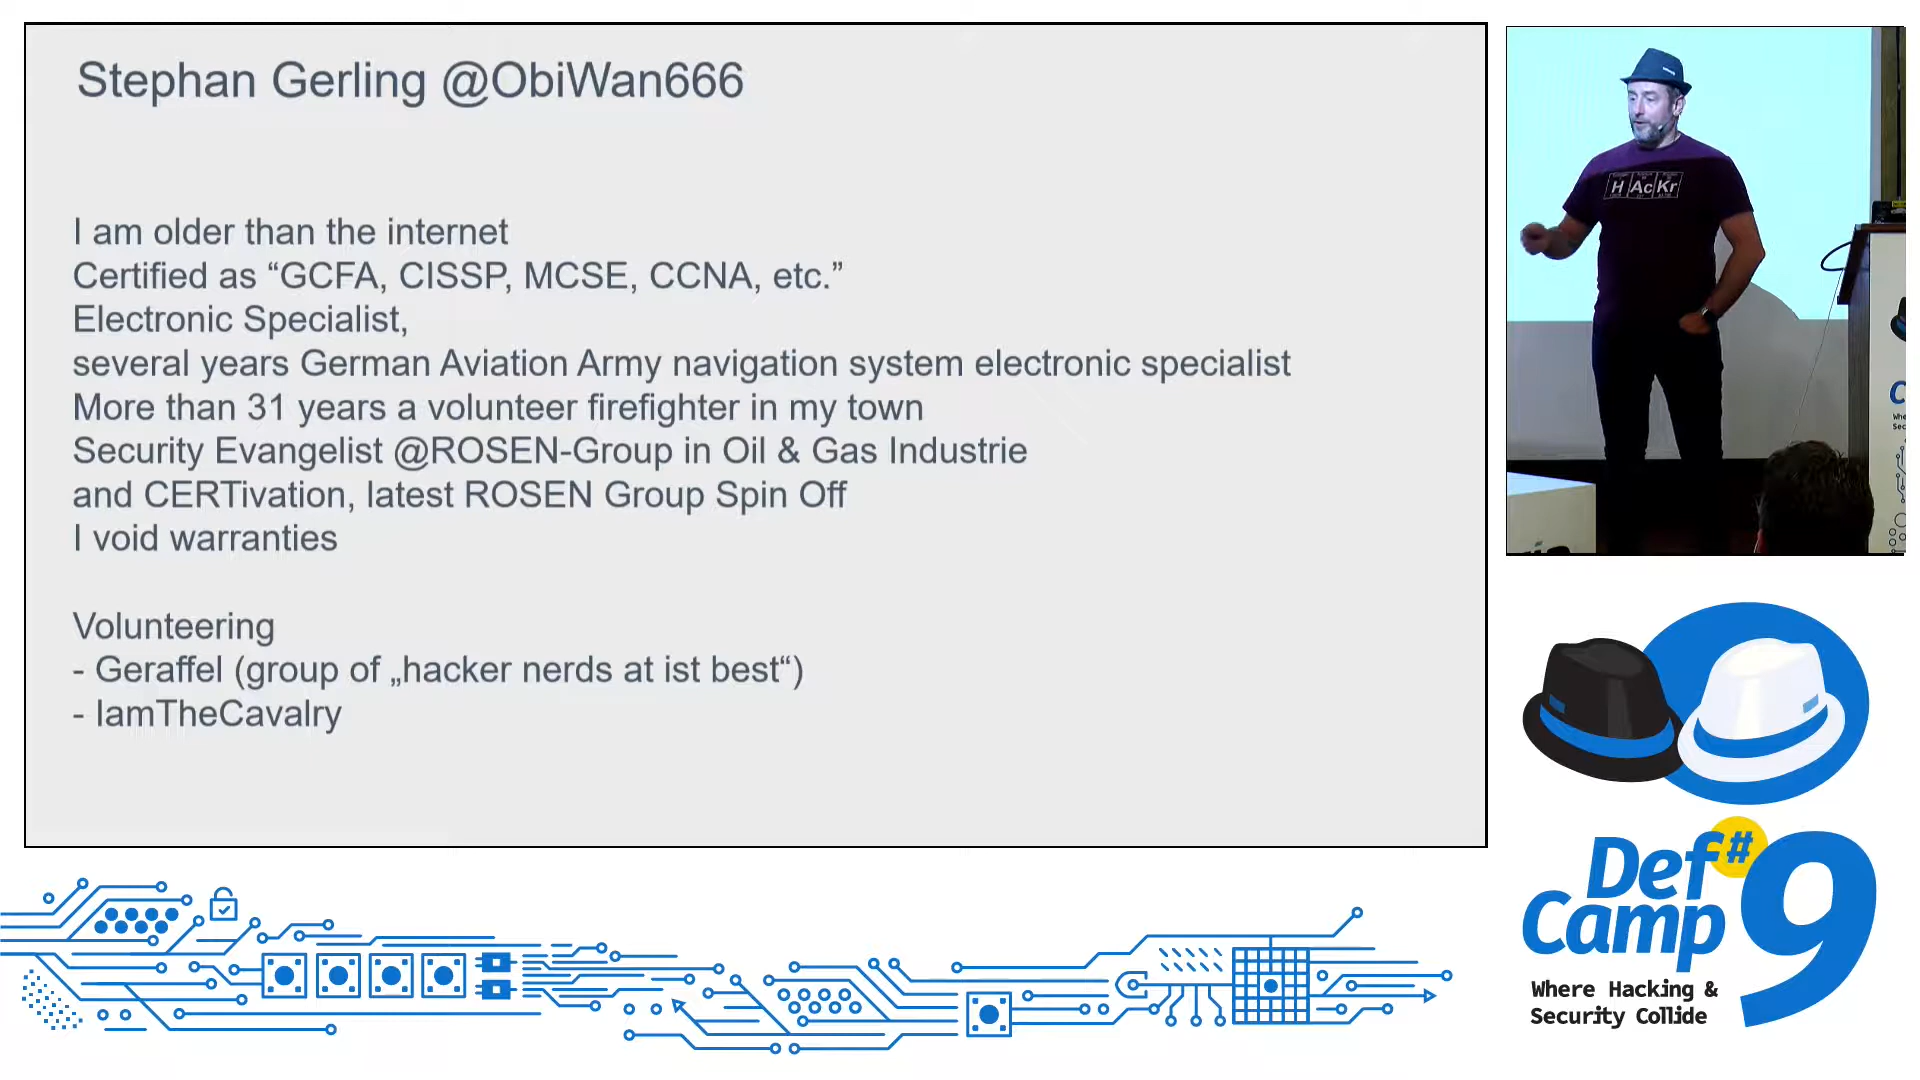 Stephan Gerling @ObiWan666
I am older than the internet
Certified as “GCFA, CISSP, MCSE, CCNA, etc.”
Electronic Specialist,
several years German Aviation Army navigation system electronic specialist
More than 31 years a volunteer firefighter in my town
Security Evangelist @ROSEN-Group in Oil & Gas Industrie
and CERTivation, latest ROSEN Group Spin Off
I void warranties
Volunteering
- Geraffel (group of „hacker nerds at ist best“)
- IamTheCavalry
H Ac Kr
Def
Camp
#9
Where Hacking &
Security Collide